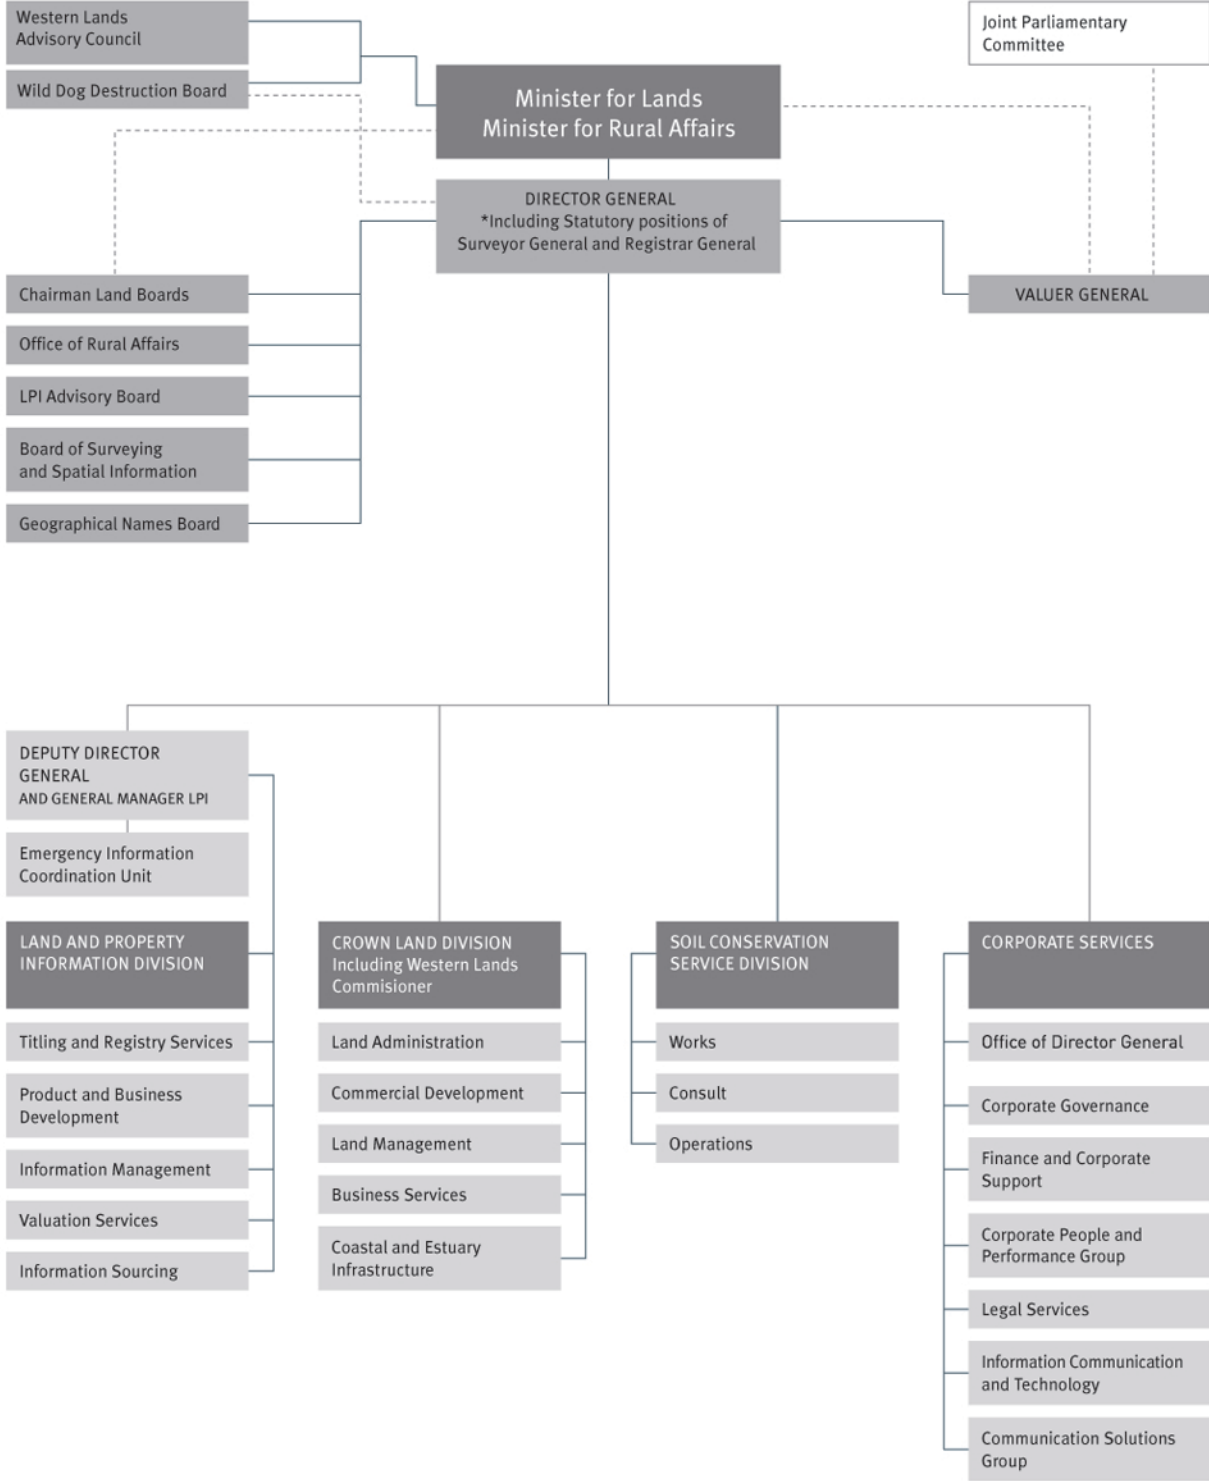 Western Lands
Advisory Council
Wild Dog Destruction Board
Joint Parliamentary
Committee
Minister for Lands
Minister for Rural Affairs
DIRECTOR GENERAL
*Including Statutory positions of
Surveyor General and Registrar General
Chairman Land Boards
Office of Rural Affairs
LPI Advisory Board
Board of Surveying
and Spatial Information
Geographical Names Board
VALUER GENERAL
DEPUTY DIRECTOR
GENERAL
AND GENERAL MANAGER LPI
Emergency Information
Coordination Unit
LAND AND PROPERTY
INFORMATION DIVISION
Titling and Registry Services
Product and Business
Development
Information Management
Valuation Services
Information Sourcing
CROWN LAND DIVISION
Including Western Lands
Commisioner
Land Administration
Commercial Development
Land Management
Business Services
Coastal and Estuary
Infrastructure
SOIL CONSERVATION
SERVICE DIVISION
Works
Consult
Operations
CORPORATE SERVICES
Office of Director General
Corporate Governance
Finance and Corporate
Support
Corporate People and
Performance Group
Legal Services
Information Communication
and Technology
Communication Solutions
Group